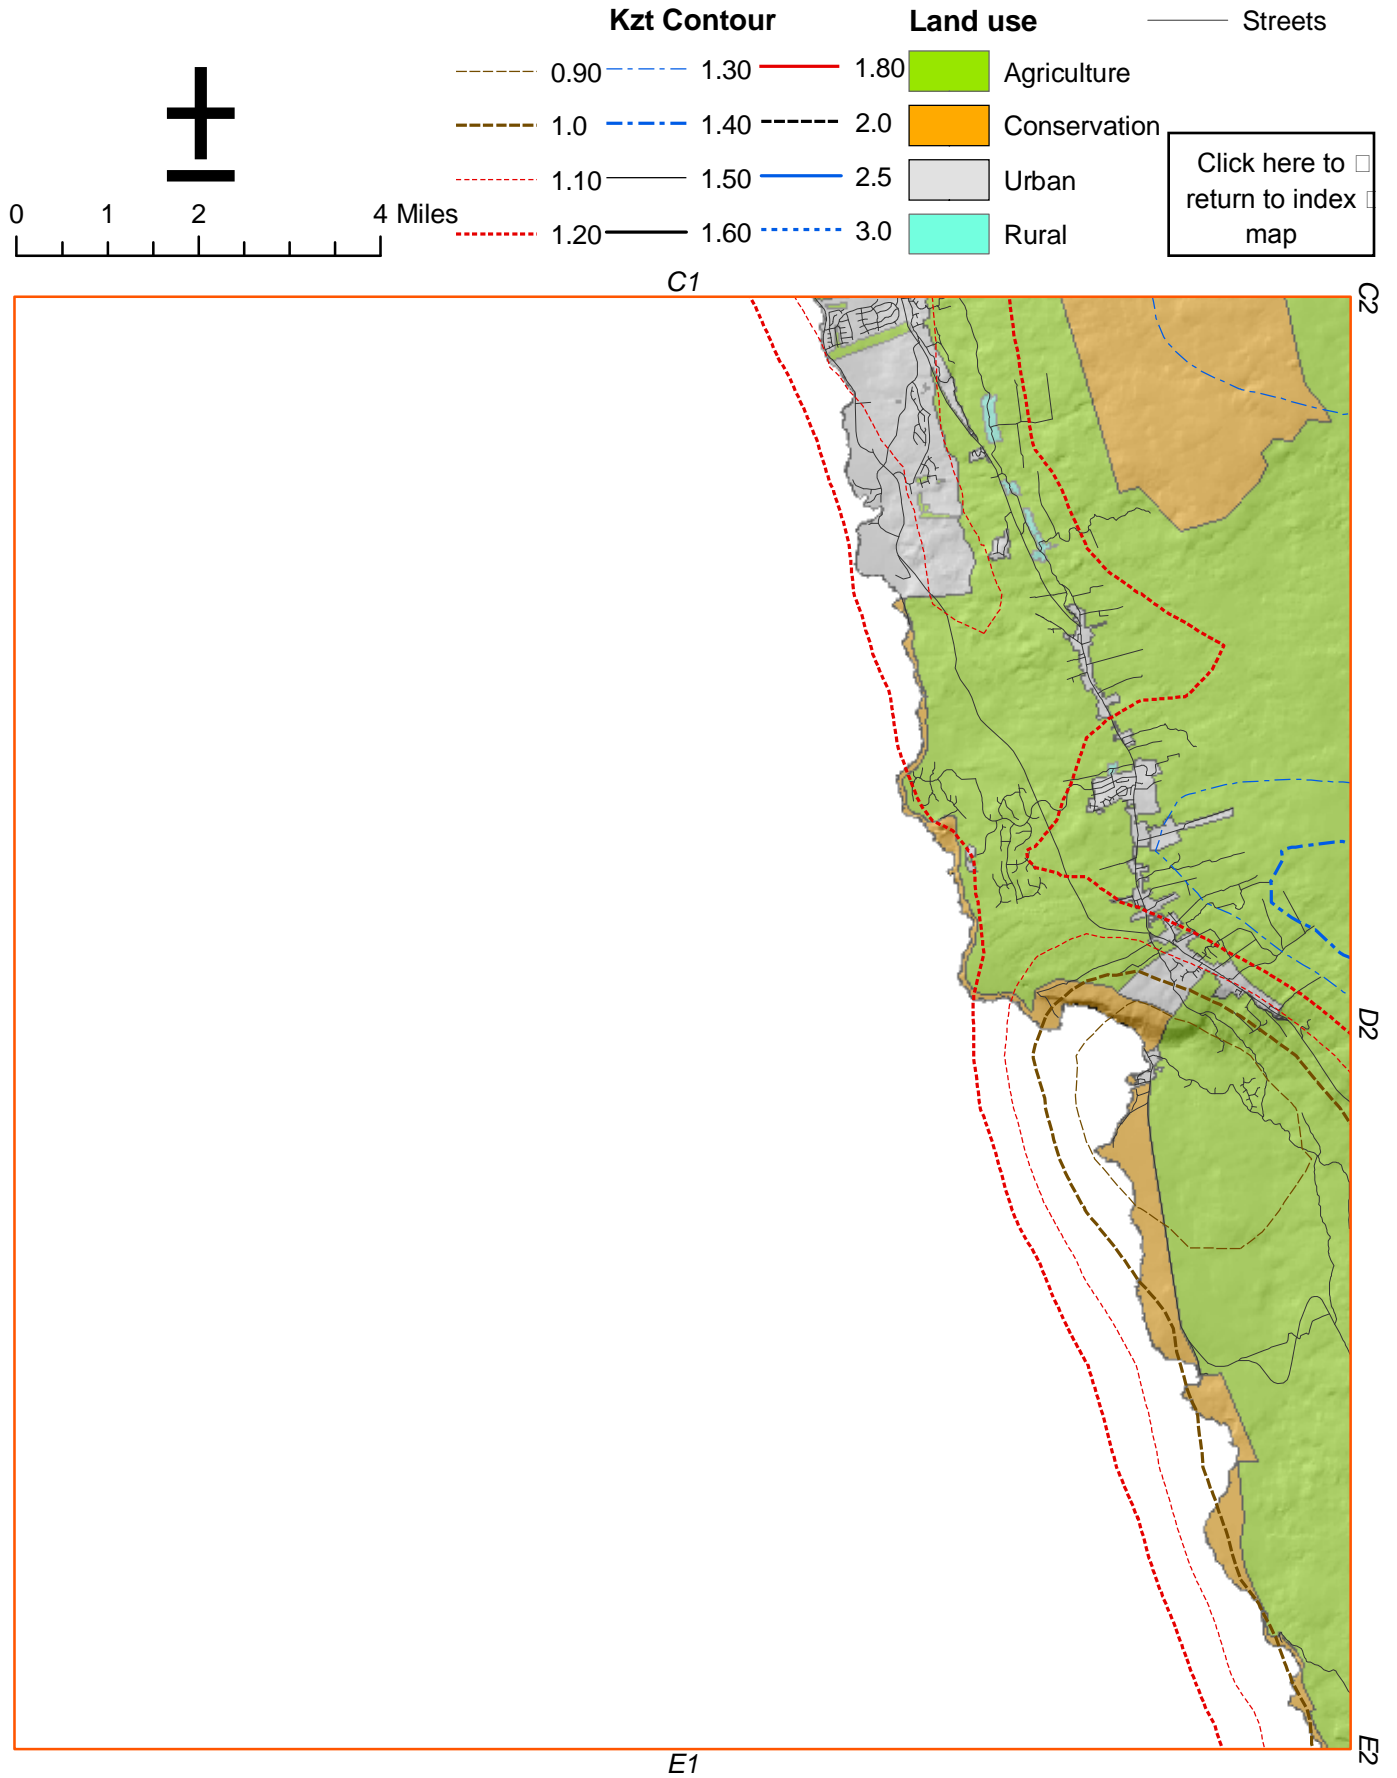 Kzt Contour Land use Streets
0.90 1.30 1.80 Agriculture
1.0 1.40 2.0 Conservation
1.10 1.50 2.5 Urban
1.20 1.60 3.0 Rural
Click here to
return to index
map
0 1 2 4 Miles
C1
C2
D2
E1
E2